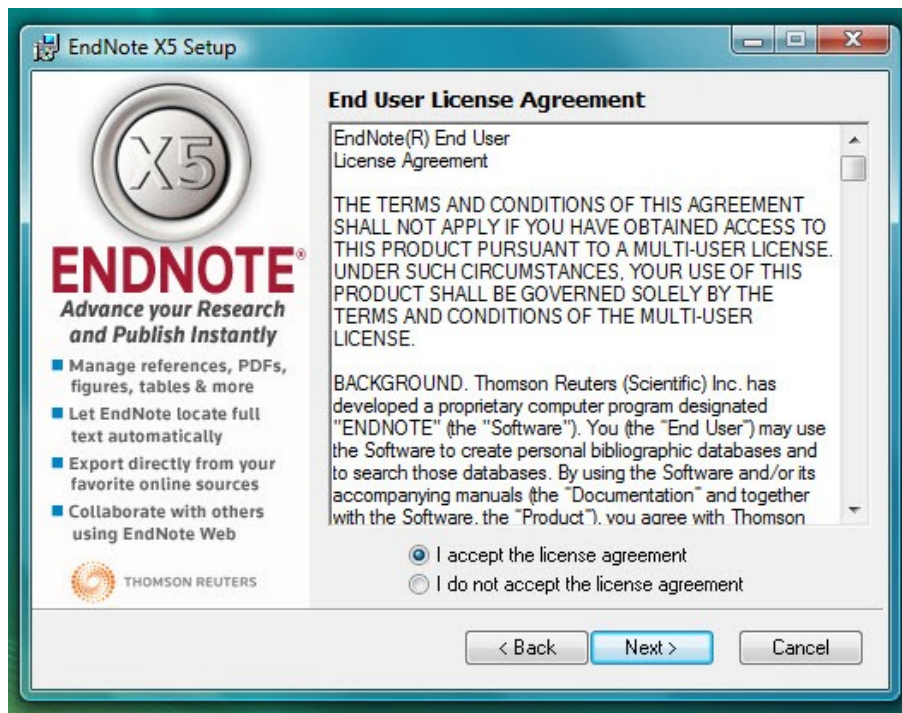 EndNote X5 Setup
X5
ENDNOTE®
Advance your Research
and Publish Instantly
Manage references, PDFs,
figures, tables & more
Let EndNote locate full
text automatically
Export directly from your
favorite online sources
Collaborate with others
using EndNote Web
THOMSON REUTERS
End User License Agreement
EndNote(R) End User
License Agreement
THE TERMS AND CONDITIONS OF THIS AGREEMENT
SHALL NOT APPLY IF YOU HAVE OBTAINED ACCESS TO
THIS PRODUCT PURSUANT TO A MULTI-USER LICENSE.
UNDER SUCH CIRCUMSTANCES, YOUR USE OF THIS
PRODUCT SHALL BE GOVERNED SOLELY BY THE
TERMS AND CONDITIONS OF THE MULTI-USER
LICENSE.
BACKGROUND. Thomson Reuters (Scientific) Inc. has
developed a proprietary computer program designated
"ENDNOTE" (the "Software"). You (the "End User") may use
the Software to create personal bibliographic databases and
to search those databases. By using the Software and/or its
accompanying manuals (the "Documentation" and together
with the Software, the "Product"), you agree with Thomson
I accept the license agreement
I do not accept the license agreement
< Back
Next >
Cancel